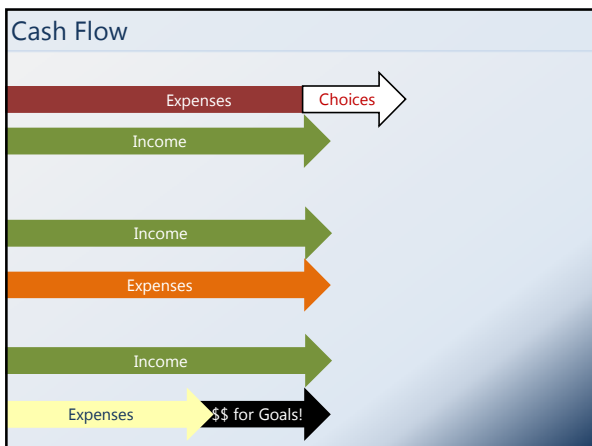 Cash Flow
Expenses
Choices
Income
Income
Expenses
Income
Expenses
$$ for Goals!